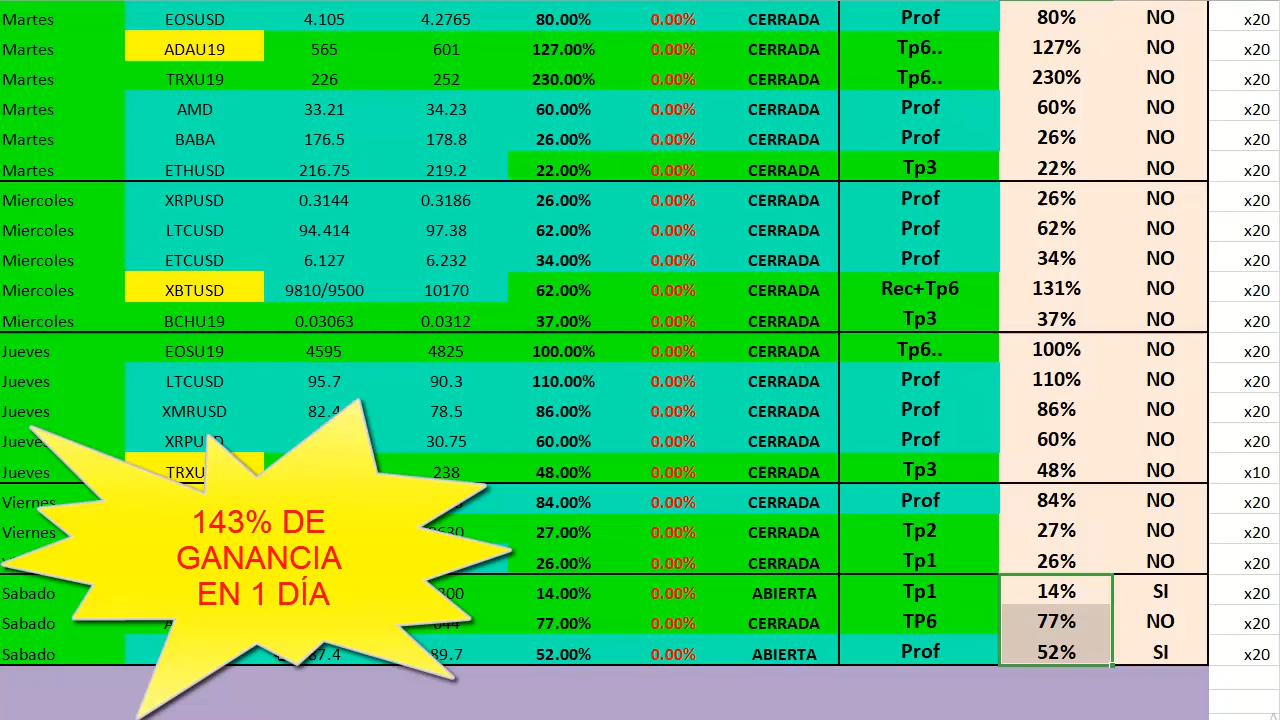 Martes EOSUSD 4.105 4.2765 80.00% 0.00% CERRADA Prof 80% NO x20
Martes ADAU19 565 601 127.00% 0.00% CERRADA Tp6.. 127% NO x20
Martes TRXU19 226 252 230.00% 0.00% CERRADA Tp6.. 230% NO x20
Martes AMD 33.21 34.23 60.00% 0.00% CERRADA Prof 60% NO x20
Martes BABA 176.5 178.8 26.00% 0.00% CERRADA Prof 26% NO x20
Martes ETHUSD 216.75 219.2 22.00% 0.00% CERRADA Tp3 22% NO x20
Miercoles XRPUSD 0.3144 0.3186 26.00% 0.00% CERRADA Prof 26% NO x20
Miercoles LTCUSD 94.414 97.38 62.00% 0.00% CERRADA Prof 62% NO x20
Miercoles ETCUSD 6.127 6.232 34.00% 0.00% CERRADA Prof 34% NO x20
Miercoles XBTUSD 9810/9500 10170 62.00% 0.00% CERRADA Rec+Tp6 131% NO x20
Miercoles BCHU19 0.03063 0.0312 37.00% 0.00% CERRADA Tp3 37% NO x20
Jueves EOSU19 4595 4825 100.00% 0.00% CERRADA Tp6.. 100% NO x20
Jueves LTCUSD 95.7 90.3 110.00% 0.00% CERRADA Prof 110% NO x20
Jueves XMRUSD 82.4 78.5 86.00% 0.00% CERRADA Prof 86% NO x20
Jueves 30.75 60.00% 0.00% CERRADA Prof 60% NO x20
Jueves 238 48.00% 0.00% CERRADA Tp3 48% NO x10
Viernes 84.00% 0.00% CERRADA Prof 84% NO x20
Viernes 27.00% 0.00% CERRADA Tp2 27% NO x20
26.00% 0.00% CERRADA Tp1 26% NO x20
Sabado 14.00% 0.00% ABIERTA Tp1 14% SI x20
Sabado 77.00% 0.00% CERRADA TP6 77% NO x20
Sabado 89.7 52.00% 0.00% ABIERTA Prof 52% SI x20
143% DE
GANANCIA
EN 1 DÍA